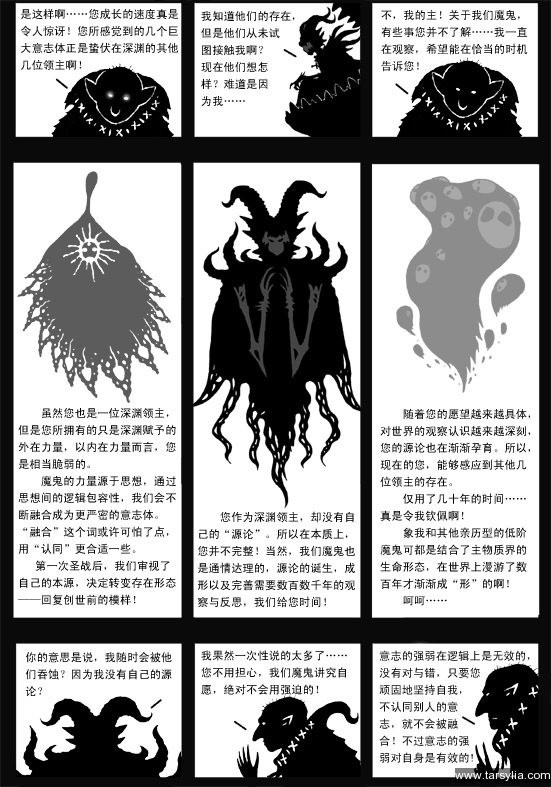 是这样啊……您成长的速度真是
令人惊讶！您所感觉到的几个巨
大意志体正是蛰伏在深渊的其他
几位领主啊！
我知道他们的存在，
但是他们从未试
图接触我啊？
现在他们想怎
样？难道是因
为我……
不，我的主！关于我们魔鬼，
有些事您并不了解……我一直
在观察，希望能在恰当的时机
告诉您！
虽然您也是一位深渊领主，
但是您所拥有的只是深渊赋予的
外在力量，以内在力量而言，您
是相当脆弱的。
魔鬼的力量源于思想，通过
思想间的逻辑包容性，我们会不
断融合成为更严密的意志体。
“融合”这个词或许可怕了点，
用“认同”更合适一些。
第一次圣战后，我们审视了
自己的本源，决定转变存在形态
——回复创世前的模样！
您作为深渊领主，却没有自
己的“源论”。所以在本质上，
您并不完整！当然，我们魔鬼也
是通情达理的，源论的诞生，成
形以及完善需要数百数千年的观
察与反思，我们给您时间！
随着您的愿望越来越具体，
对世界的观察认识越来越深刻，
您的源论也在渐渐孕育。所以，
现在的您，能够感应到其他几
位领主的存在。
仅用了几十年的时间……
真是令我钦佩啊！
象我和其他亲历型的低阶
魔鬼可都是结合了主物质界的
生命形态，在世界上漫游了数
百年才渐渐成“形”的啊！
呵呵……
你的意思是说，我随时会被他
们吞蚀？因为我没有自己的源
论？
我果然一次性说的太多了……
您不用担心，我们魔鬼讲究自
愿，绝对不会用强迫的！
意志的强弱在逻辑上是无效的，
没有对与错，只要您
顽固地坚持自我，
不认同别人的意
志，就不会被融
合！不过意志的强
弱对自身是有效的！
www.tarsylia.com